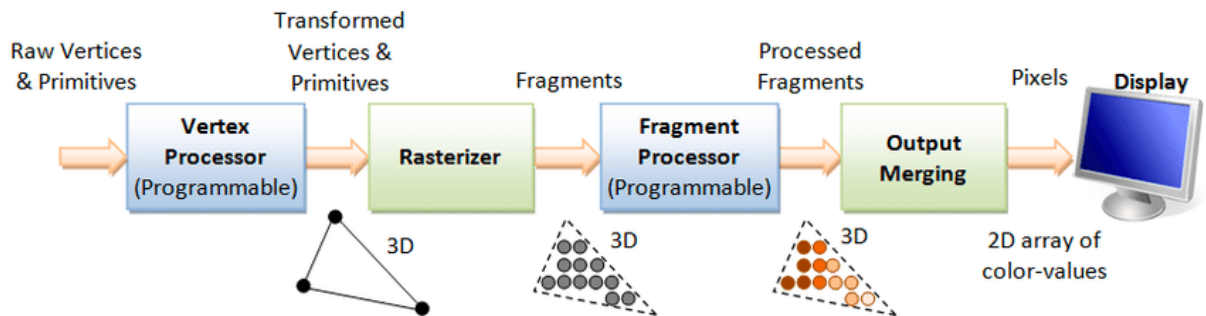 Raw Vertices
& Primitives
Transformed
Vertices &
Primitives
Fragments
Processed
Fragments
Pixels
Display
Vertex
Processor
(Programmable)
Rasterizer
Fragment
Processor
(Programmable)
Output
Merging
3D
3D
3D
2D array of
color-values